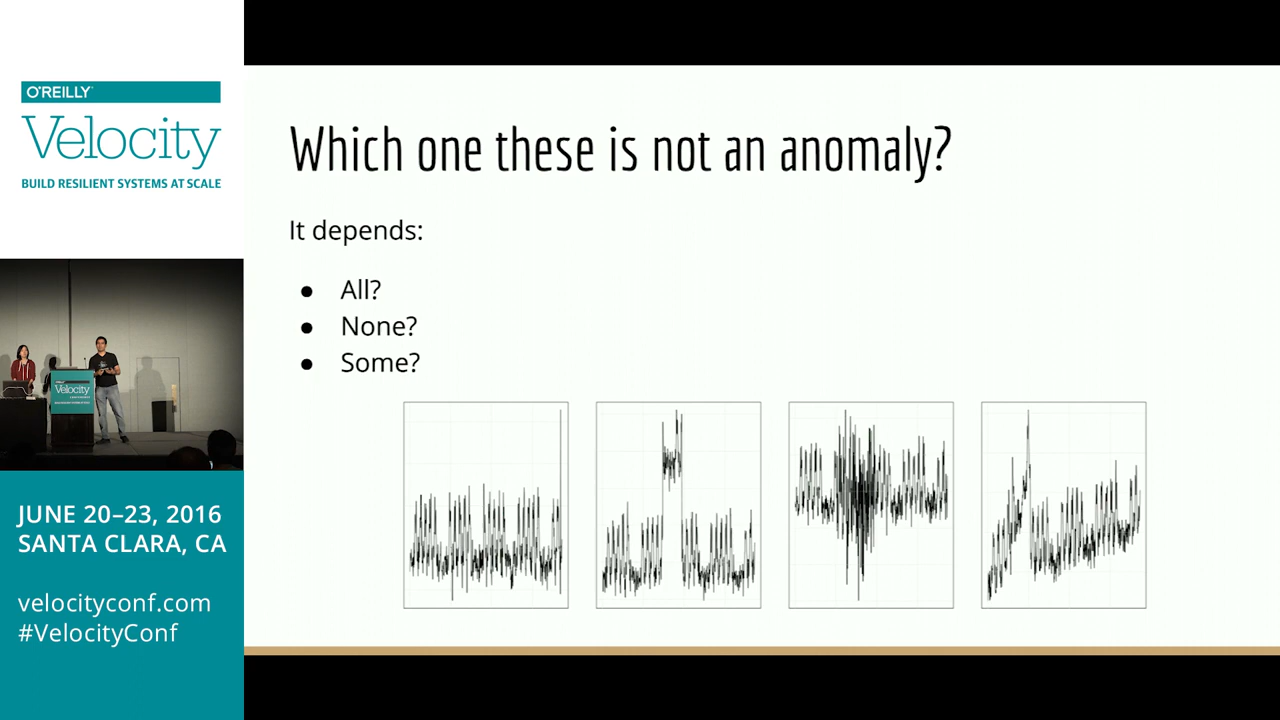 O'REILLY
Velocity
BUILD RESILIENT SYSTEMS AT SCALE
Which one these is not an anomaly?
It depends:
● All?
● None?
● Some?
Velocity
JUNE 20–23, 2016
SANTA CLARA, CA
velocityconf.com
#VelocityConf